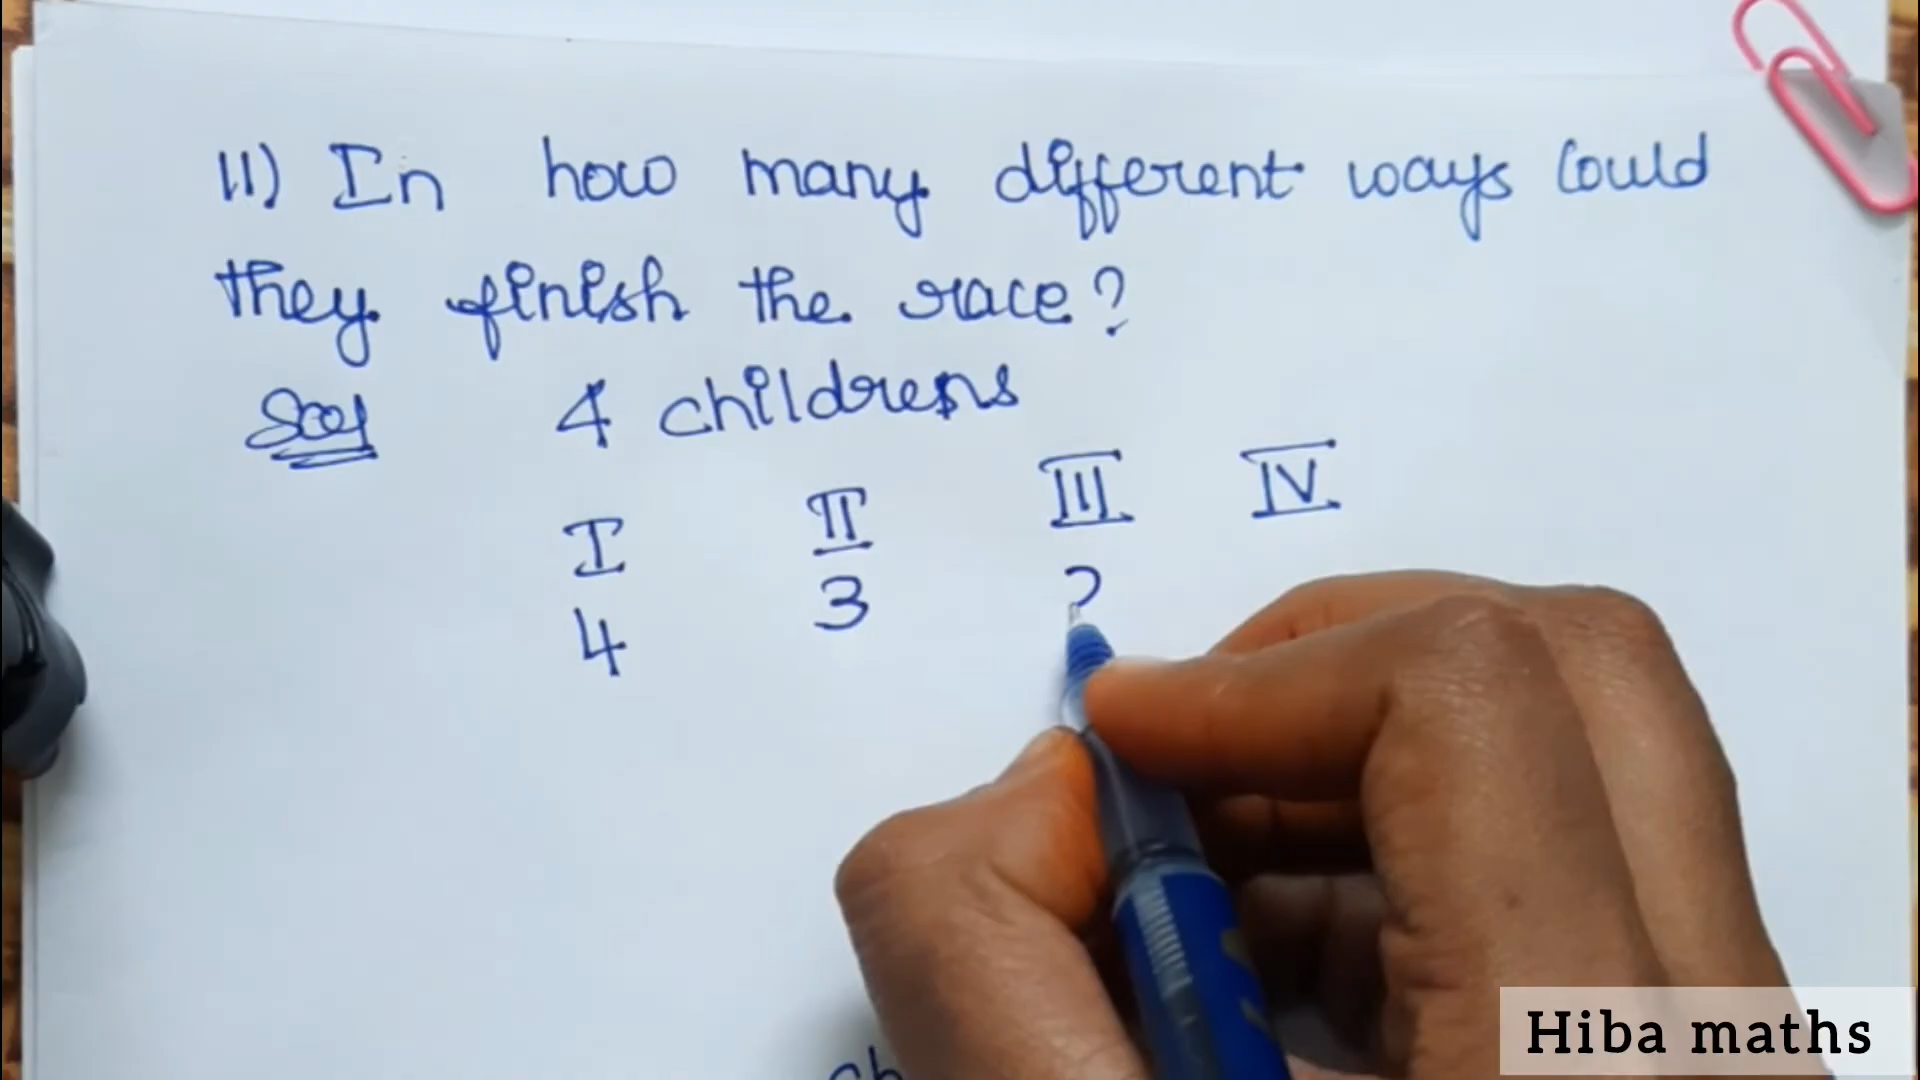 11) In how many different ways could
they finish the race?
Sol 4 childrens
I II III IV
4 3 2
Hiba maths